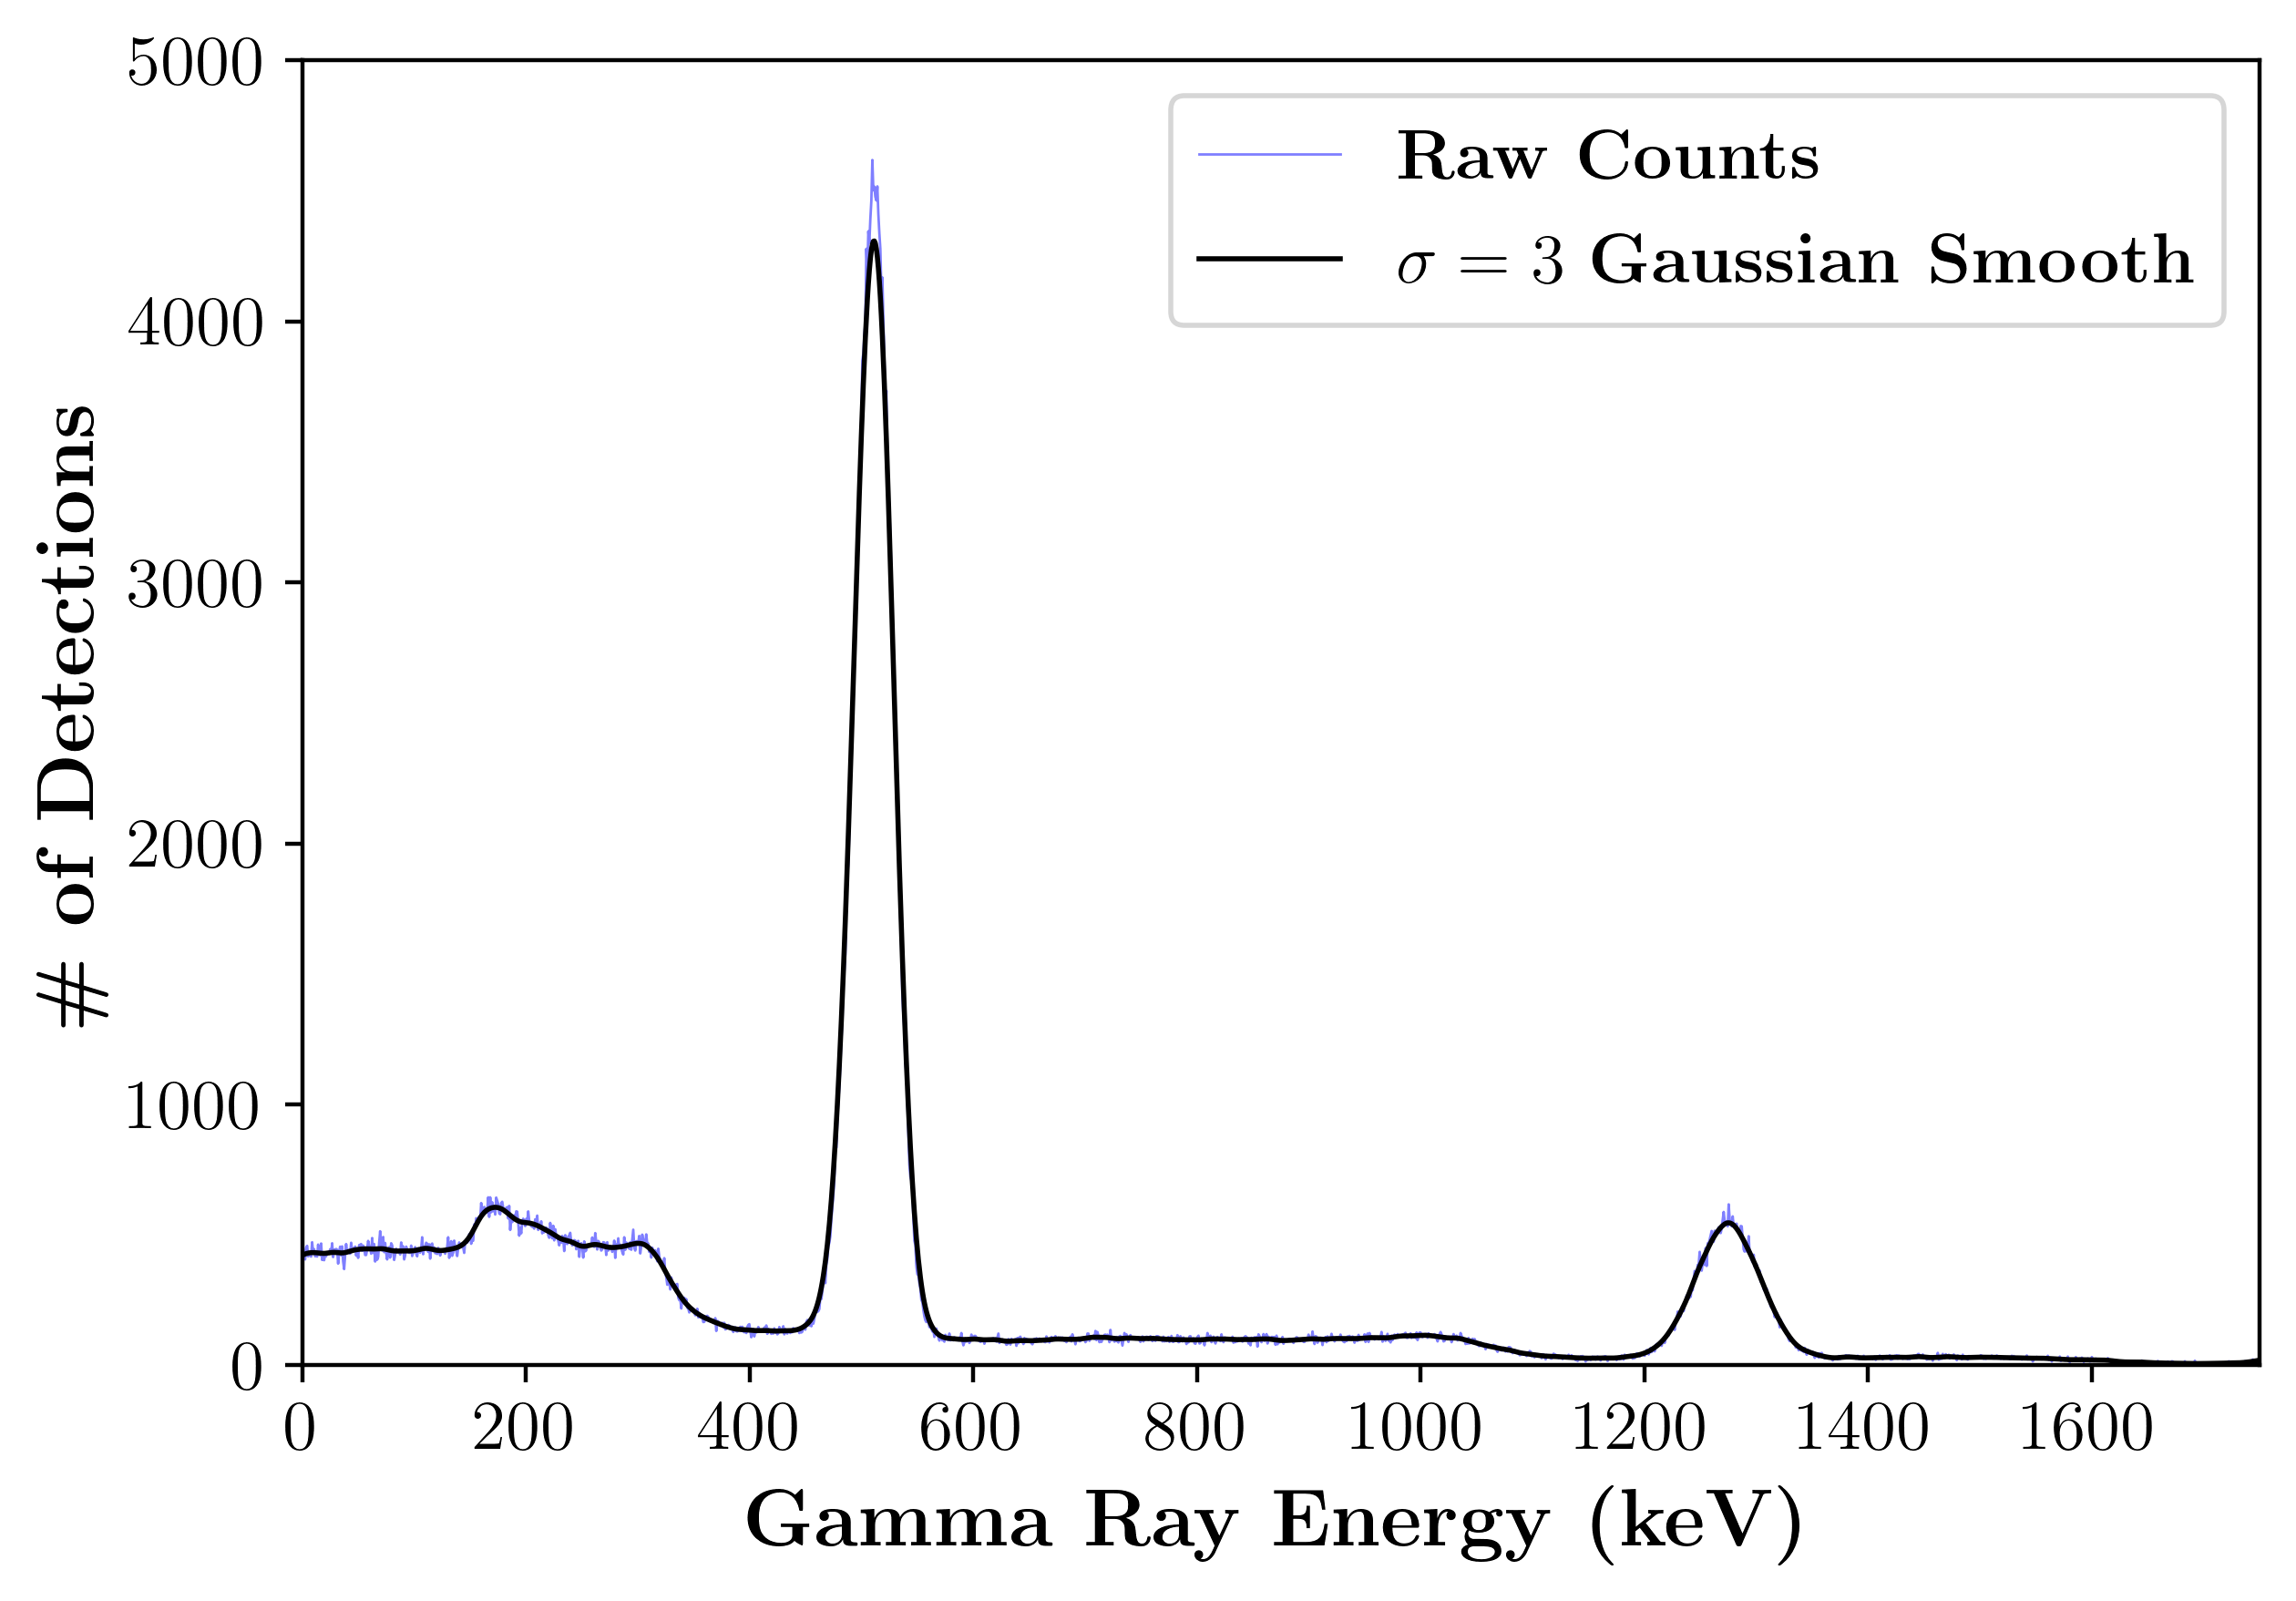 5000
4000
3000
2000
1000
0
# of Detections
Raw Counts
σ = 3 Gaussian Smooth
0 200 400 600 800 1000 1200 1400 1600
Gamma Ray Energy (keV)